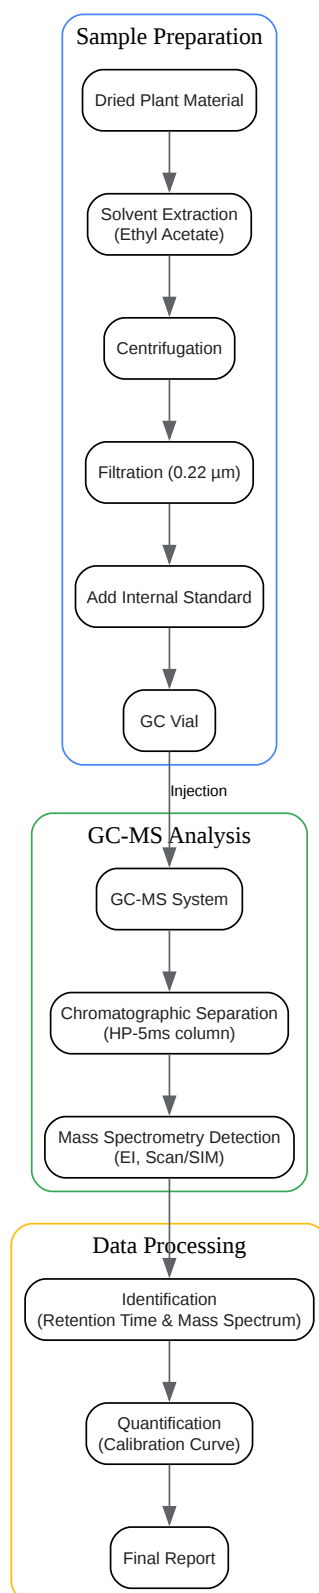 Sample Preparation
Dried Plant Material
Solvent Extraction
(Ethyl Acetate)
Centrifugation
Filtration (0.22 µm)
Add Internal Standard
GC Vial
Injection
GC-MS Analysis
GC-MS System
Chromatographic Separation
(HP-5ms column)
Mass Spectrometry Detection
(EI, Scan/SIM)
Data Processing
Identification
(Retention Time & Mass Spectrum)
Quantification
(Calibration Curve)
Final Report